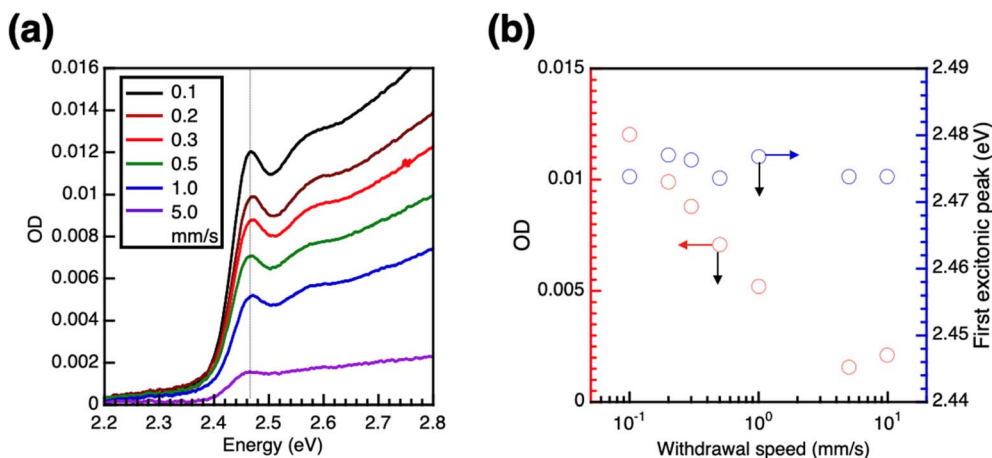 (a)
OD
0.016
0.014
0.012
0.010
0.008
0.006
0.004
0.002
0
0.1
0.2
0.3
0.5
1.0
5.0
mm/s
2.2 2.3 2.4 2.5 2.6 2.7 2.8
Energy (eV)
(b)
OD
0.015
0.010
0.005
0
10⁻¹ 10⁰ 10¹
Withdrawal speed (mm/s)
2.49
2.480
2.47
2.46
2.45
2.44
First excitonic peak (eV)